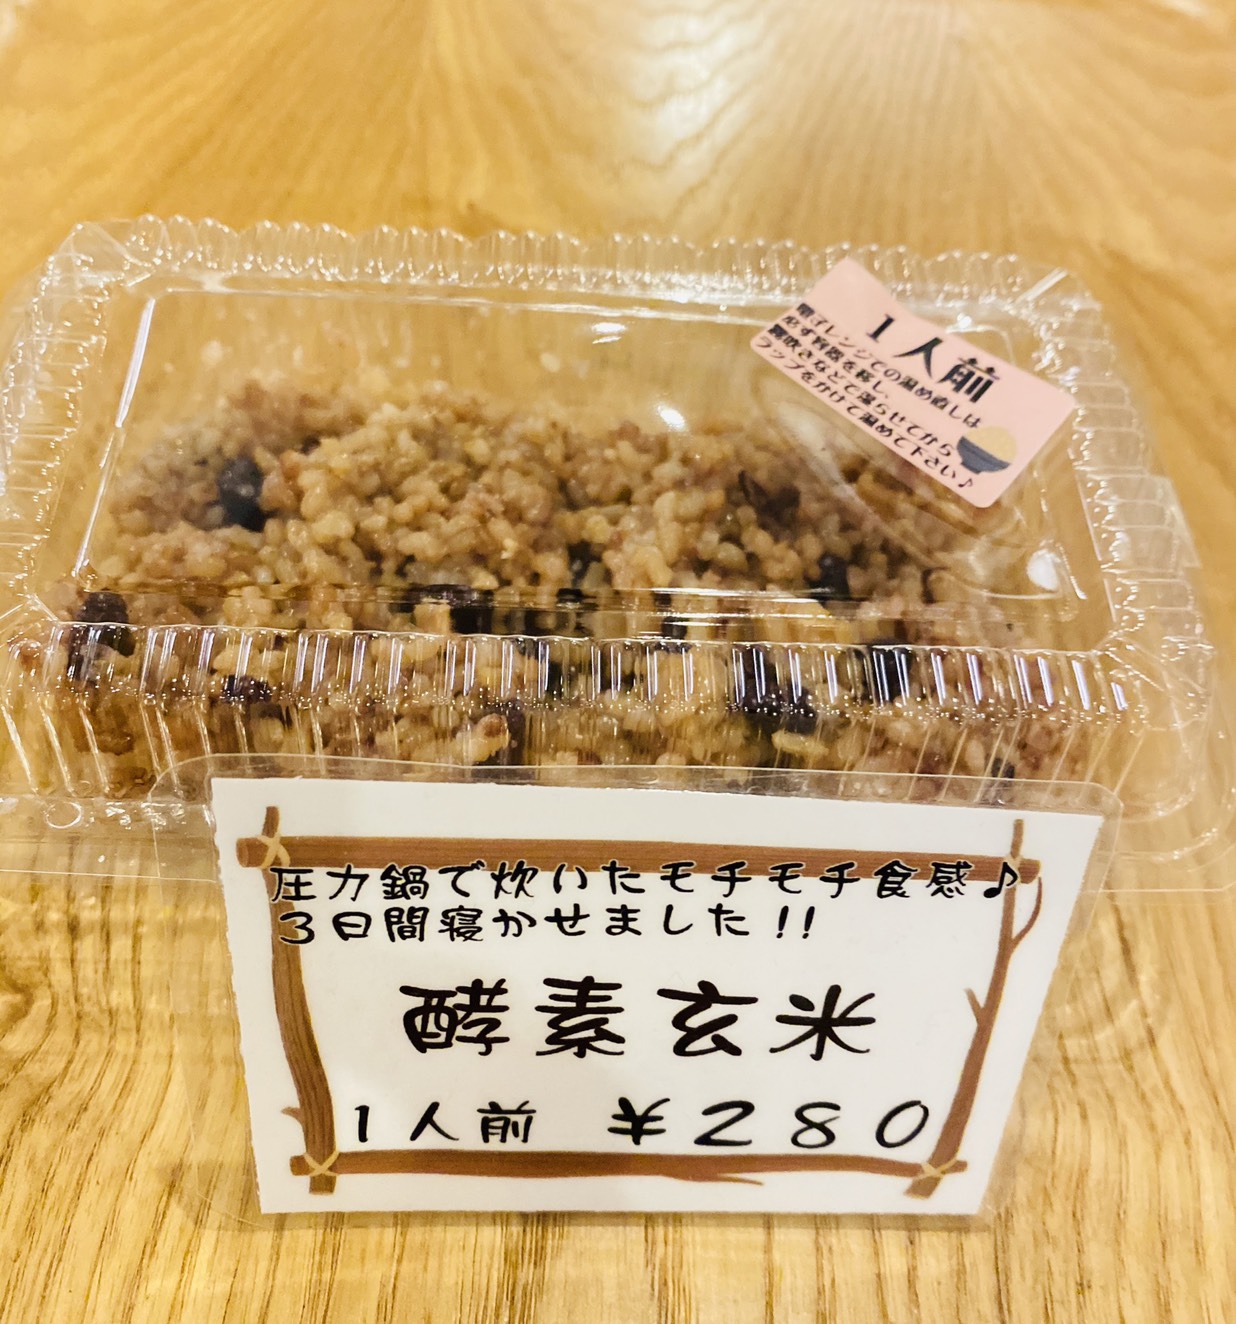 1人前
電子レンジでの温め直しは
必ず容器を移し、
霧吹きなどで湿らせてから
ラップをかけて温めて下さい♪
圧力鍋で炊いたモチモチ食感♪
3日間寝かせました!!
酵素玄米
1人前 ¥280